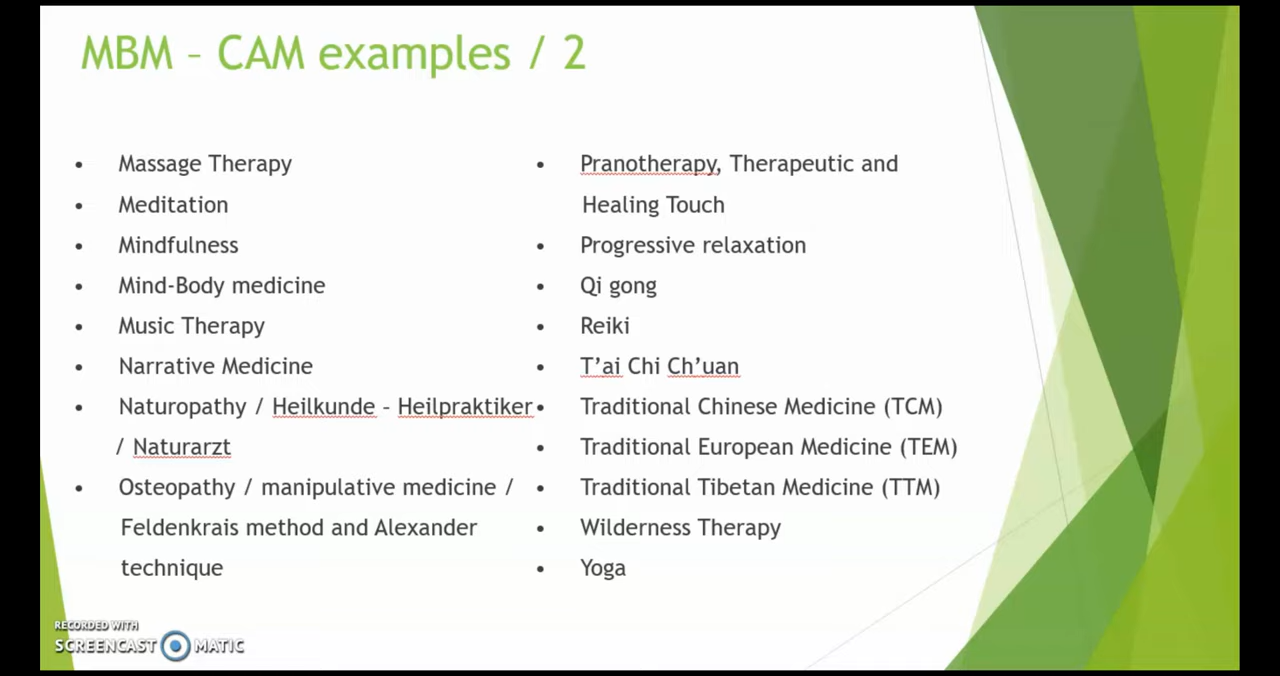 MBM – CAM examples / 2
• Massage Therapy
• Meditation
• Mindfulness
• Mind-Body medicine
• Music Therapy
• Narrative Medicine
• Naturopathy / Heilkunde – Heilpraktiker
/ Naturarzt
• Osteopathy / manipulative medicine /
Feldenkrais method and Alexander
technique
• Pranotherapy, Therapeutic and
Healing Touch
• Progressive relaxation
• Qi gong
• Reiki
• T’ai Chi Ch’uan
• Traditional Chinese Medicine (TCM)
• Traditional European Medicine (TEM)
• Traditional Tibetan Medicine (TTM)
• Wilderness Therapy
• Yoga
RECORDED WITH
SCREENCAST MATIC